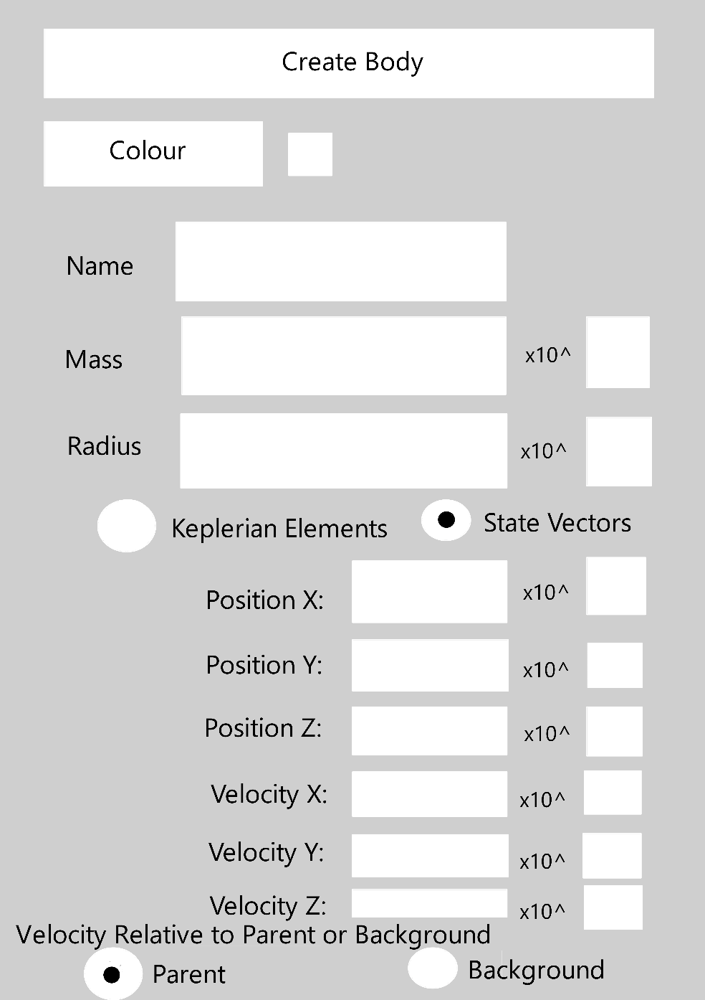 Create Body
Colour
Name
Mass x10^
Radius x10^
Keplerian Elements State Vectors
Position X: x10^
Position Y: x10^
Position Z: x10^
Velocity X: x10^
Velocity Y: x10^
Velocity Z: x10^
Velocity Relative to Parent or Background
Parent Background